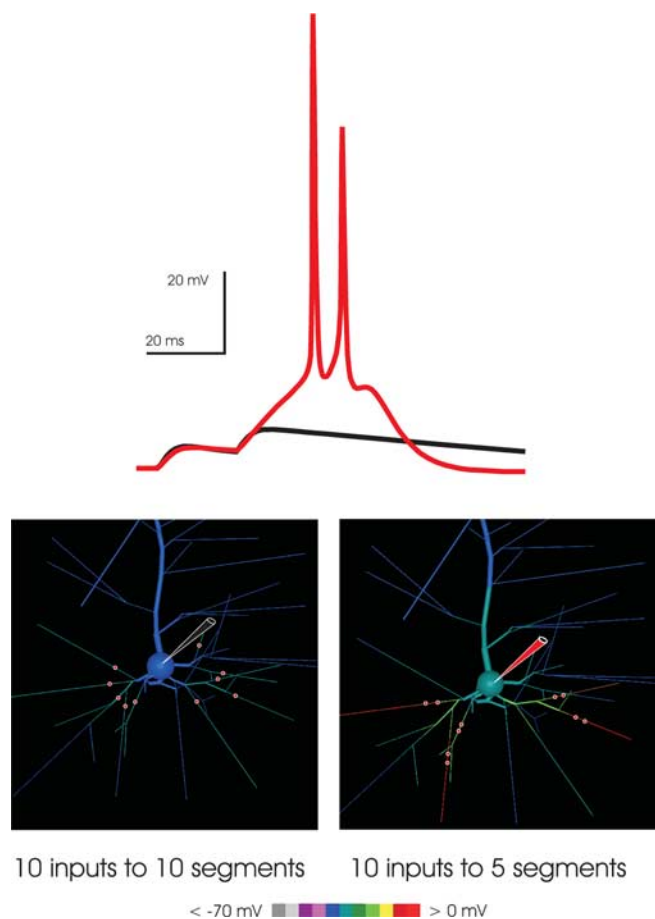 20 mV
20 ms
10 inputs to 10 segments
10 inputs to 5 segments
< -70 mV
> 0 mV